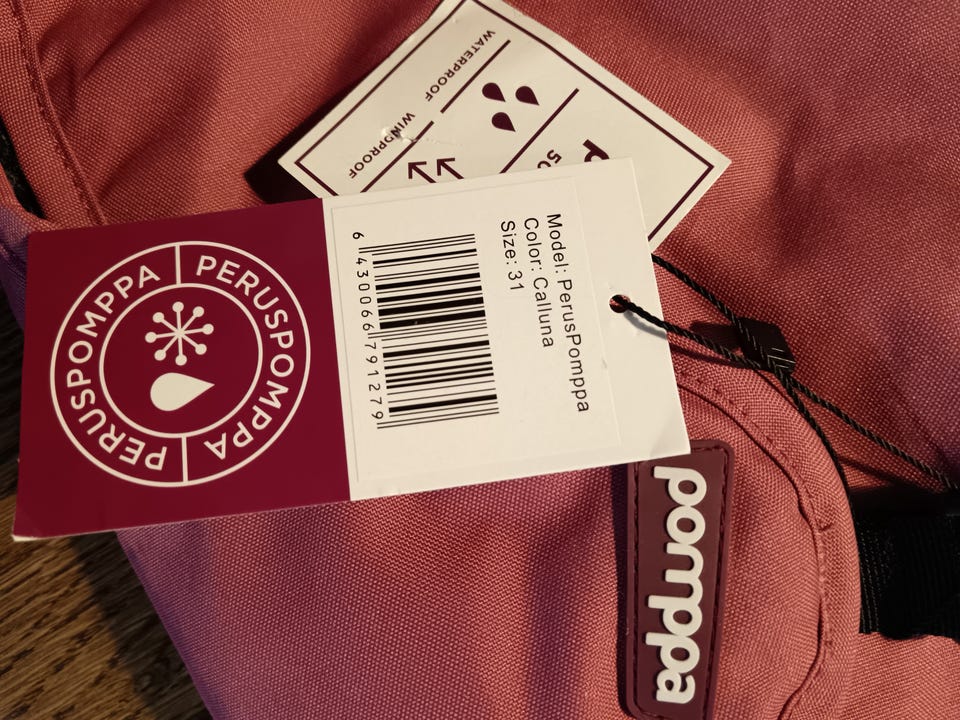 WATERPROOF
WINDPROOF
PERUSPOMPPA
PERUSPOMPPA
Model: PerusPomppa
Color: Calluna
Size: 31
6 430066 791279
pomppa